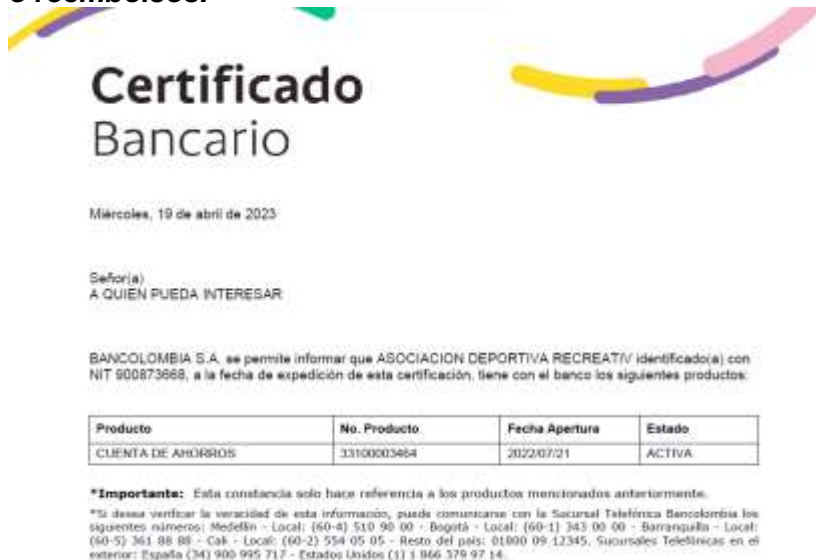 o reembolsos.
Certificado
Bancario
Miércoles, 19 de abril de 2023
Señor(a)
A QUIEN PUEDA INTERESAR
BANCOLOMBIA S.A. se permite informar que ASOCIACION DEPORTIVA RECREATIV identificado(a) con
NIT 900873668, a la fecha de expedición de esta certificación, tiene con el banco los siguientes productos:
Producto No. Producto Fecha Apertura Estado
CUENTA DE AHORROS 33100003464 2022/07/21 ACTIVA
*Importante: Esta constancia solo hace referencia a los productos mencionados anteriormente.
*Si desea verificar la veracidad de esta información, puede comunicarse con la Sucursal Telefónica Bancolombia los
siguientes números: Medellín - Local: (60-4) 510 90 00 - Bogotá - Local: (60-1) 343 00 00 - Barranquilla - Local:
(60-5) 361 88 88 - Cali - Local: (60-2) 554 05 05 - Resto del país: 01800 09 12345. Sucursales Telefónicas en el
exterior: España (34) 900 995 717 - Estados Unidos (1) 1 866 379 97 14.